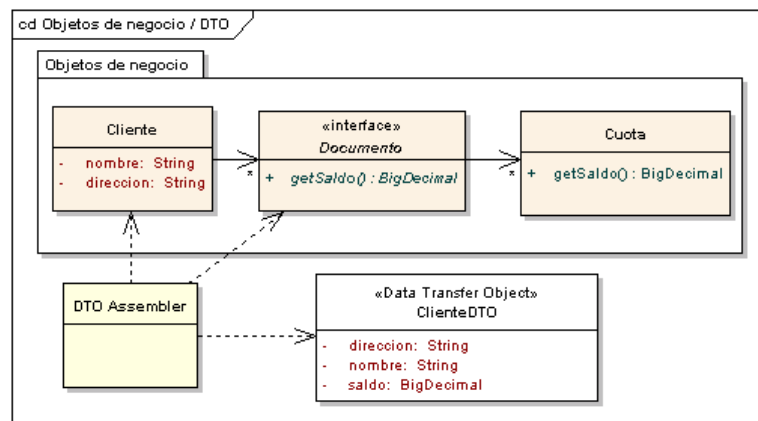 cd Objetos de negocio / DTO
Objetos de negocio
Cliente
- nombre: String
- direccion: String
*
«interface»
Documento
+ getSaldo() : BigDecimal
*
Cuota
+ getSaldo() : BigDecimal
DTO Assembler
«Data Transfer Object»
ClienteDTO
- direccion: String
- nombre: String
- saldo: BigDecimal